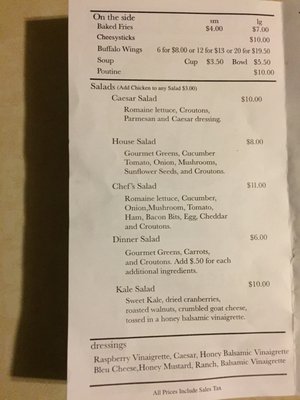 On the side sm lg
Baked Fries $4.00 $7.00
Cheesysticks $10.00
Buffalo Wings 6 for $8.00 or 12 for $13 or 20 for $19.50
Soup Cup $3.50 Bowl $5.50
Poutine $10.00
Salads (Add Chicken to any Salad $3.00)
Caesar Salad $10.00
Romaine lettuce, Croutons,
Parmesan and Caesar dressing.
House Salad $8.00
Gourmet Greens, Cucumber
Tomato, Onion, Mushrooms,
Sunflower Seeds, and Croutons.
Chef's Salad $11.00
Romaine lettuce, Cucumber,
Onion,Mushroom, Tomato,
Ham, Bacon Bits, Egg, Cheddar
and Croutons.
Dinner Salad $6.00
Gourmet Greens, Carrots,
and Croutons. Add $.50 for each
additional ingredients.
Kale Salad $10.00
Sweet Kale, dried cranberries,
roasted walnuts, crumbled goat cheese,
tossed in a honey balsamic vinaigrette.
dressings
Raspberry Vinaigrette, Caesar, Honey Balsamic Vinaigrette
Bleu Cheese,Honey Mustard, Ranch, Balsamic Vinaigrette
All Prices Include Sales Tax